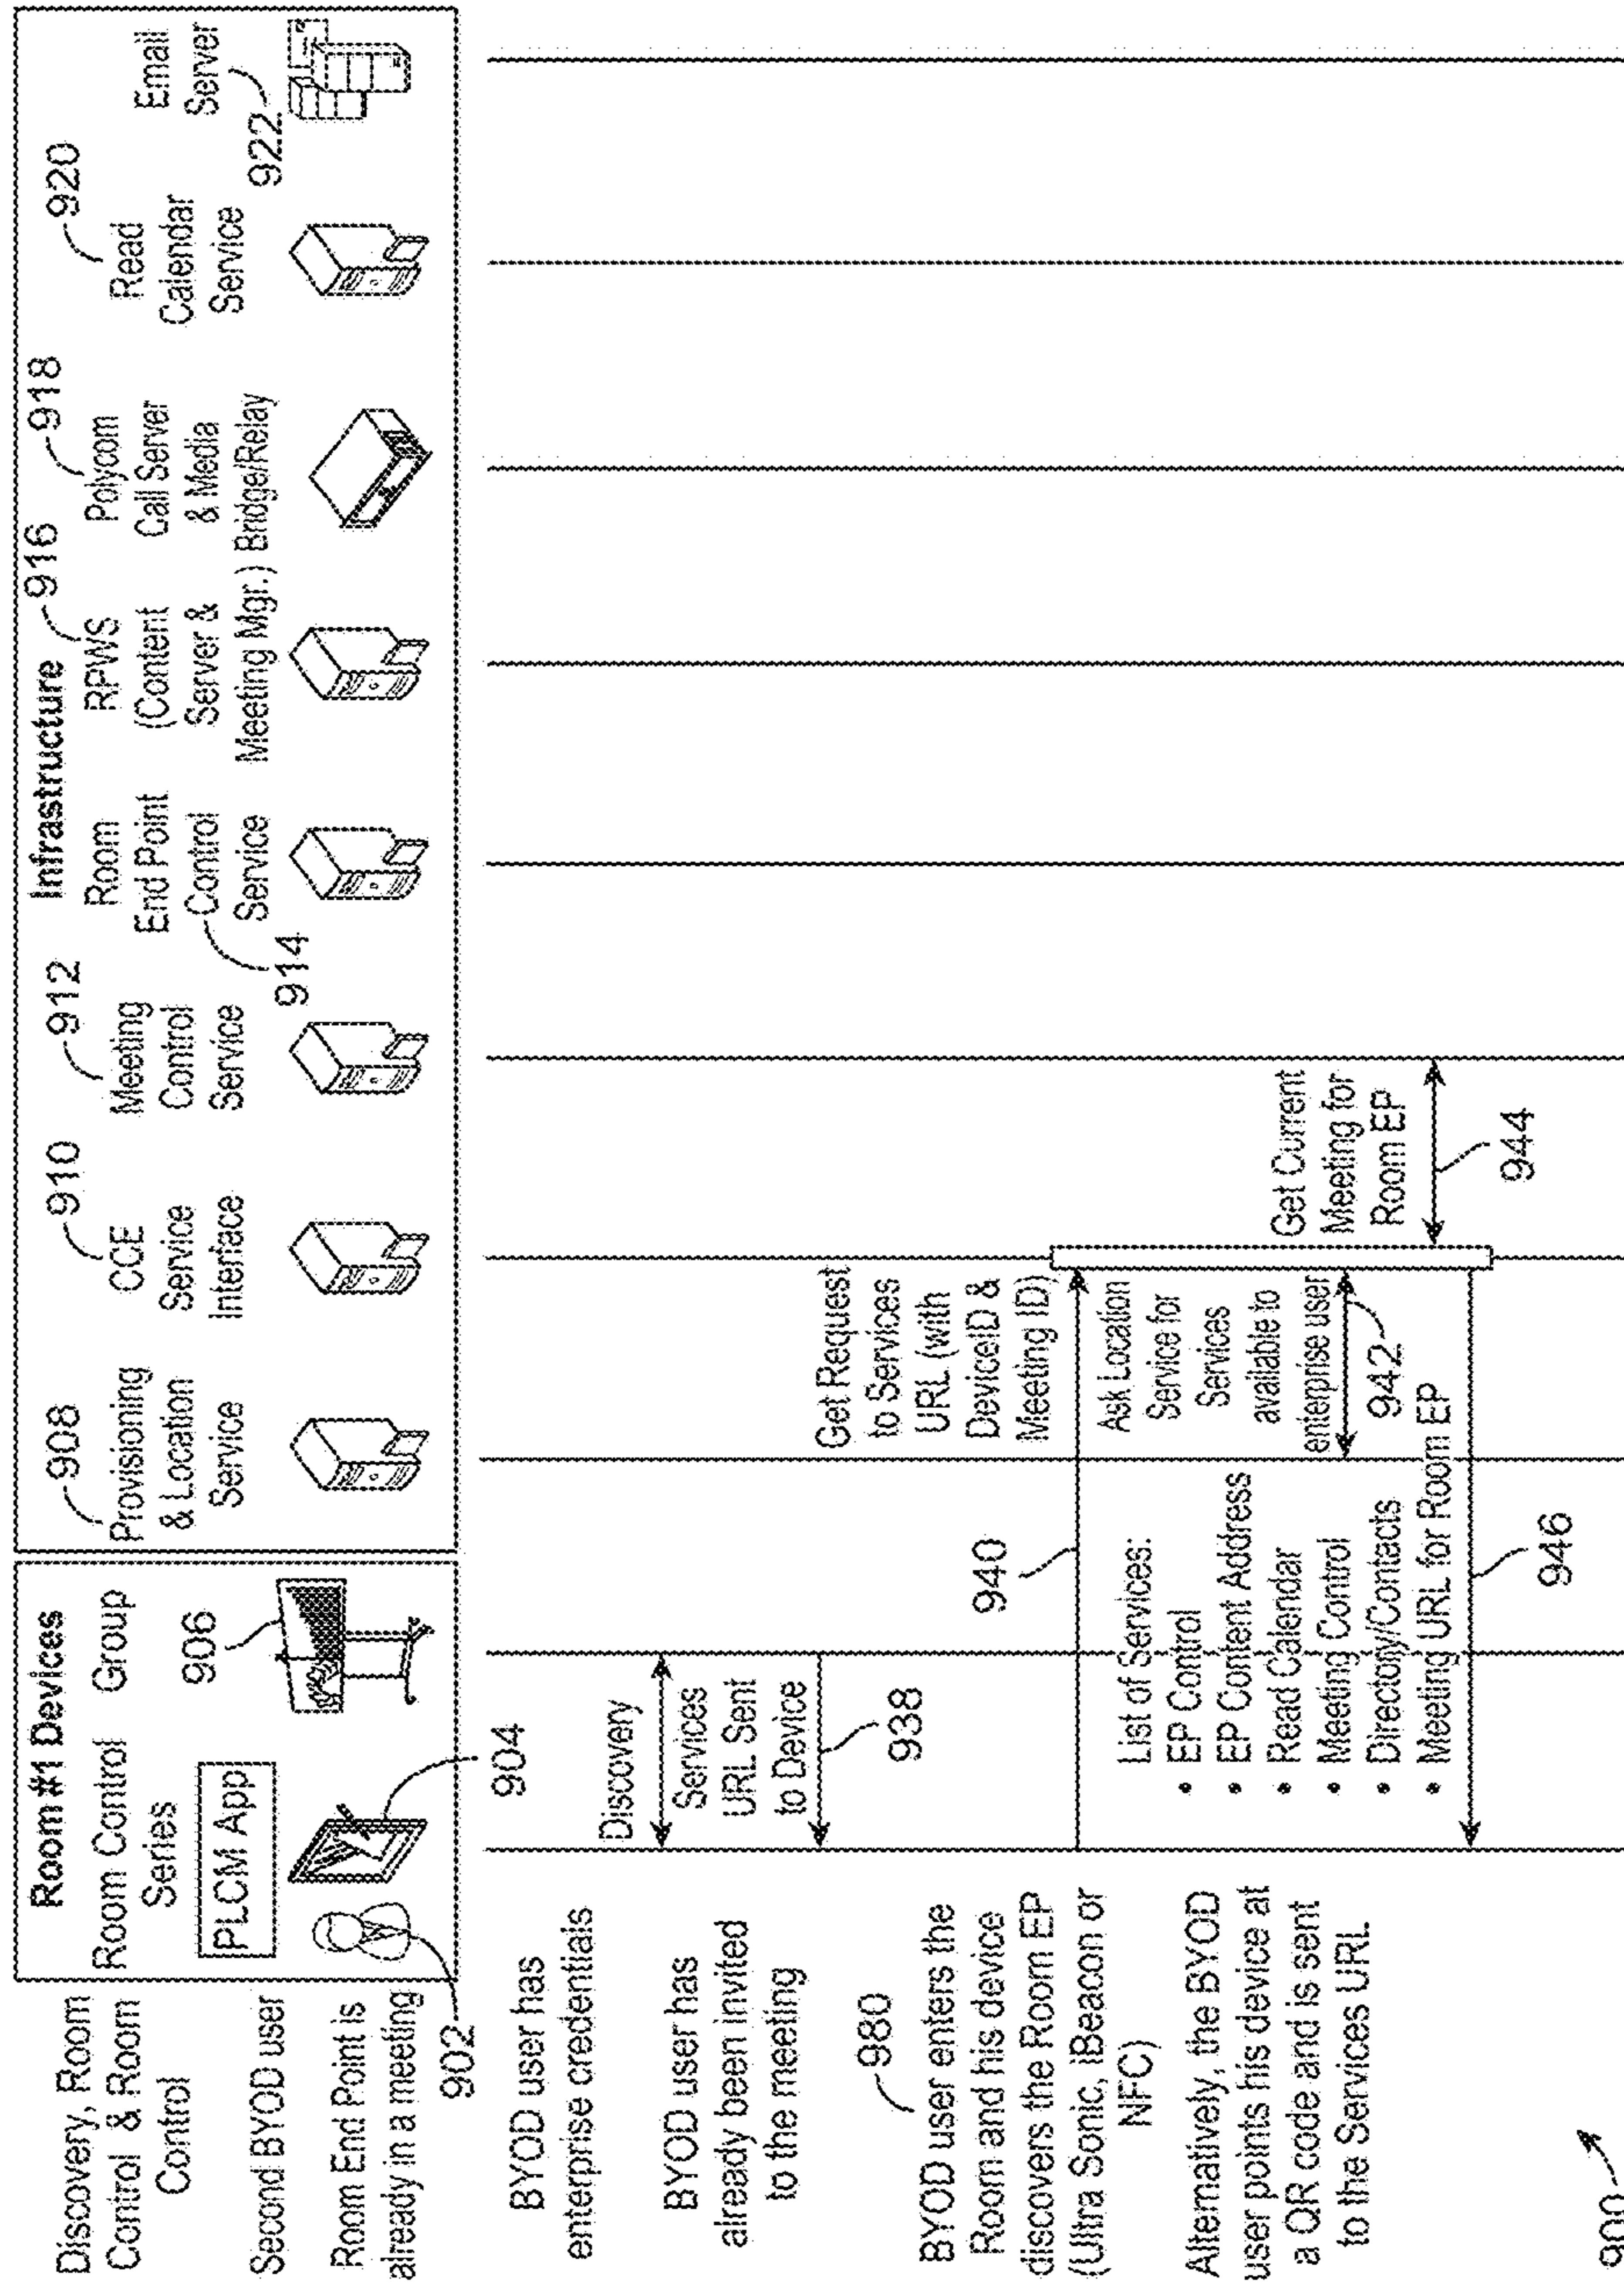 Discovery, Room
Control & Room
Control
Second BYOD user
Room End Point is
already in a meeting
902
Room #1 Devices
Room Control
Series
Group
PLCM App
904
906
Infrastructure
908
Provisioning
& Location
Service
910
CCE
Service
Interface
912
Meeting
Control
Service
Room
End Point
Control
Service
914
916
RPWS
(Content
Server &
Meeting Mgr.)
918
Polycom
Call Server
& Media
Bridge/Relay
920
Read
Calendar
Service
Email
Server
922
BYOD user has
enterprise credentials
BYOD user has
already been invited
to the meeting
980
BYOD user enters the
Room and his device
discovers the Room EP
(Ultra Sonic, iBeacon or
NFC)
Alternatively, the BYOD
user points his device at
a QR code and is sent
to the Services URL
Discovery
Services
URL Sent
to Device
938
Get Request
to Services
URL (with
DeviceID &
Meeting ID)
940
Ask Location
Service for
Services
available to
enterprise user
942
Get Current
Meeting for
Room EP
944
List of Services:
• EP Control
• EP Content Address
• Read Calendar
• Meeting Control
• Directory/Contacts
• Meeting URL for Room EP
946
900